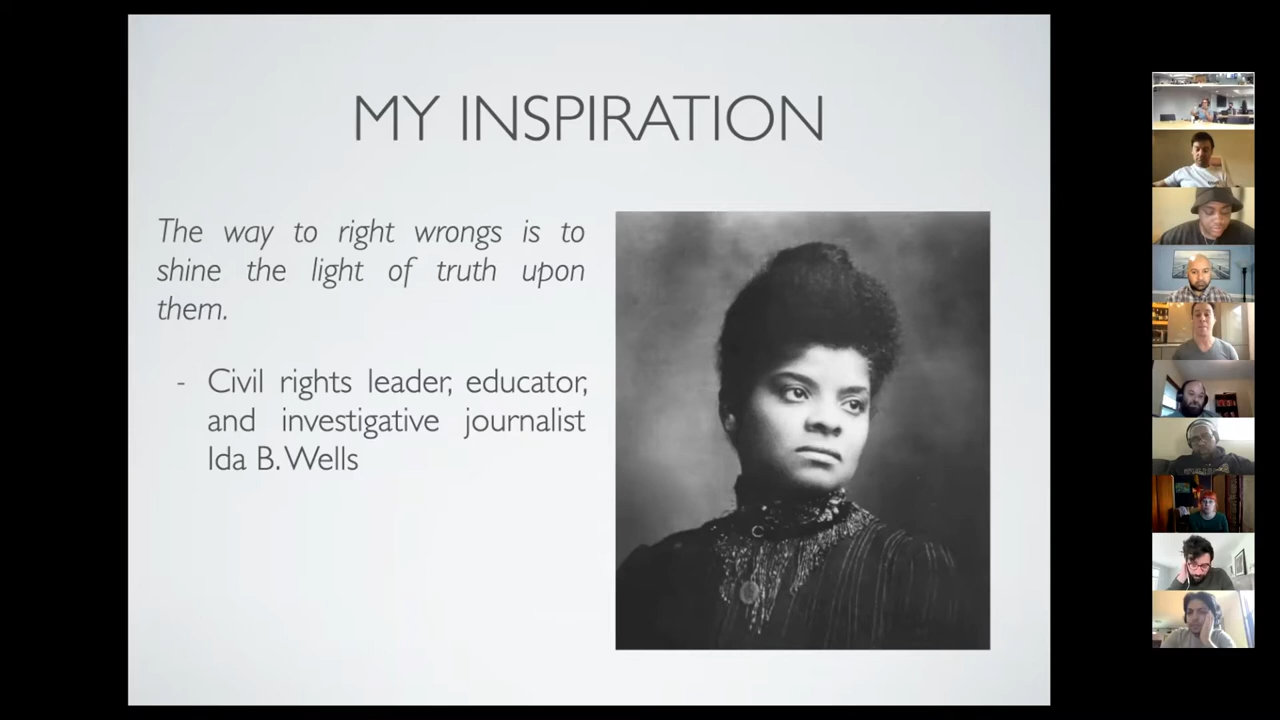 MY INSPIRATION
The way to right wrongs is to
shine the light of truth upon
them.
- Civil rights leader, educator,
and investigative journalist
Ida B. Wells